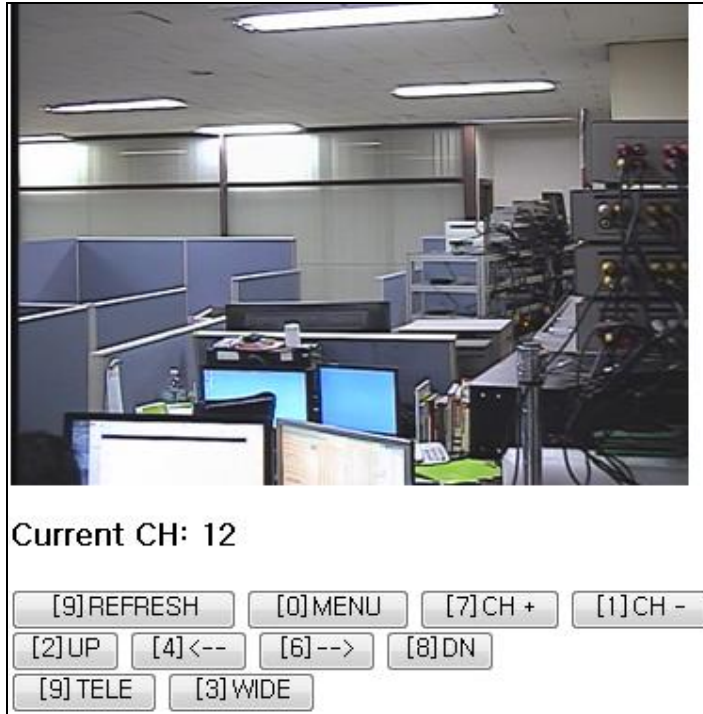 Current CH: 12
[9]REFRESH [0]MENU [7]CH + [1]CH -
[2]UP [4]<-- [6]--> [8]DN
[9]TELE [3]WIDE